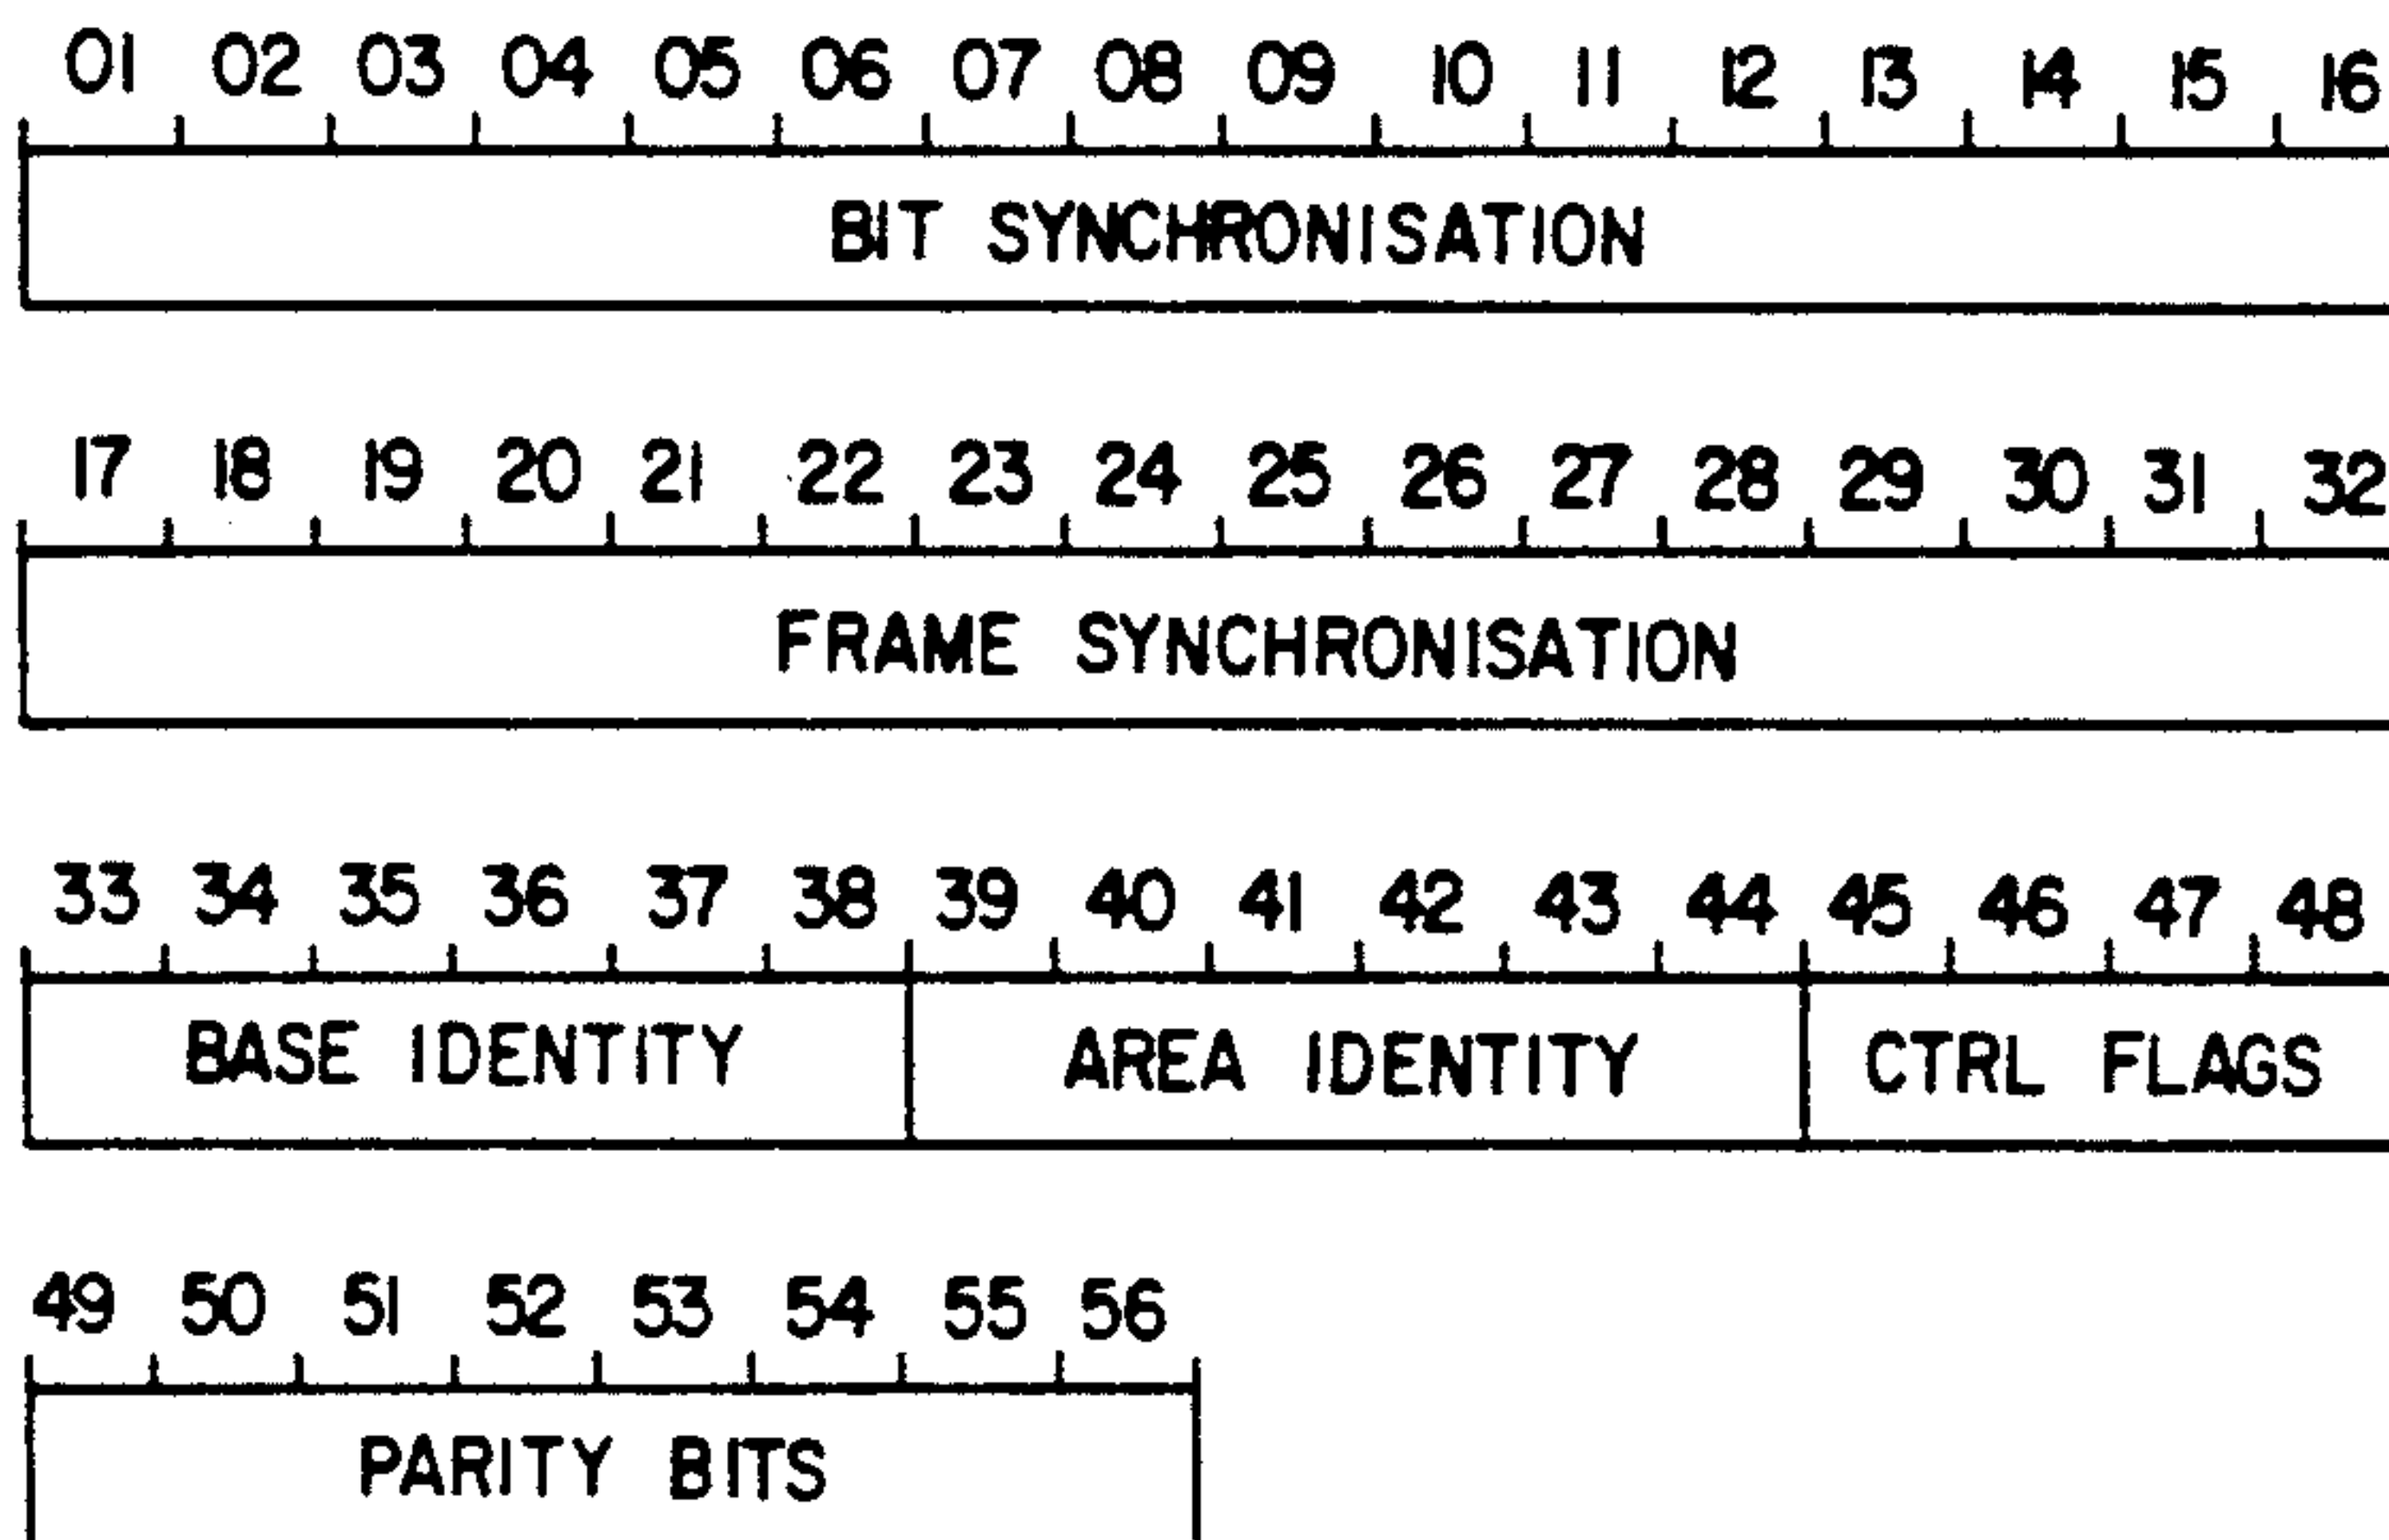 01 02 03 04 05 06 07 08 09 10 11 12 13 14 15 16
BIT SYNCHRONISATION
17 18 19 20 21 22 23 24 25 26 27 28 29 30 31 32
FRAME SYNCHRONISATION
33 34 35 36 37 38 39 40 41 42 43 44 45 46 47 48
BASE IDENTITY AREA IDENTITY CTRL FLAGS
49 50 51 52 53 54 55 56
PARITY BITS